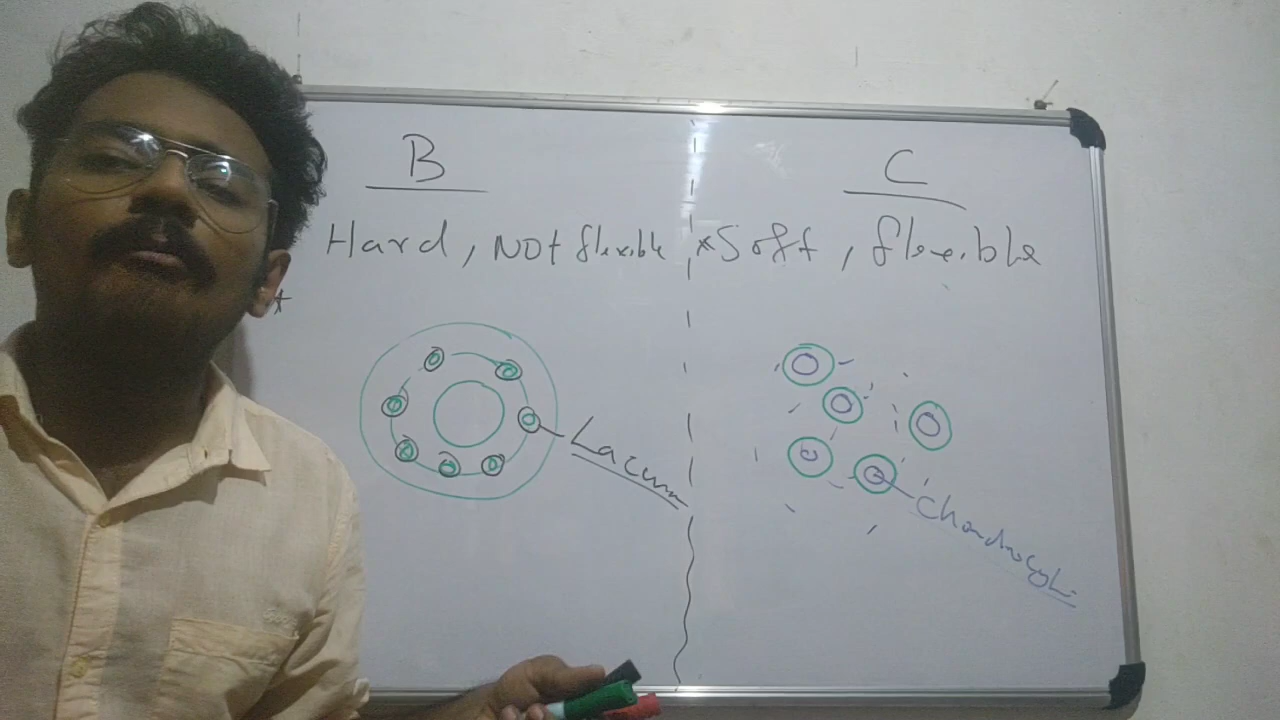 B
C
Hard, Not flexible
*Soft, flexible
*
Lacuna
Chondrocyte